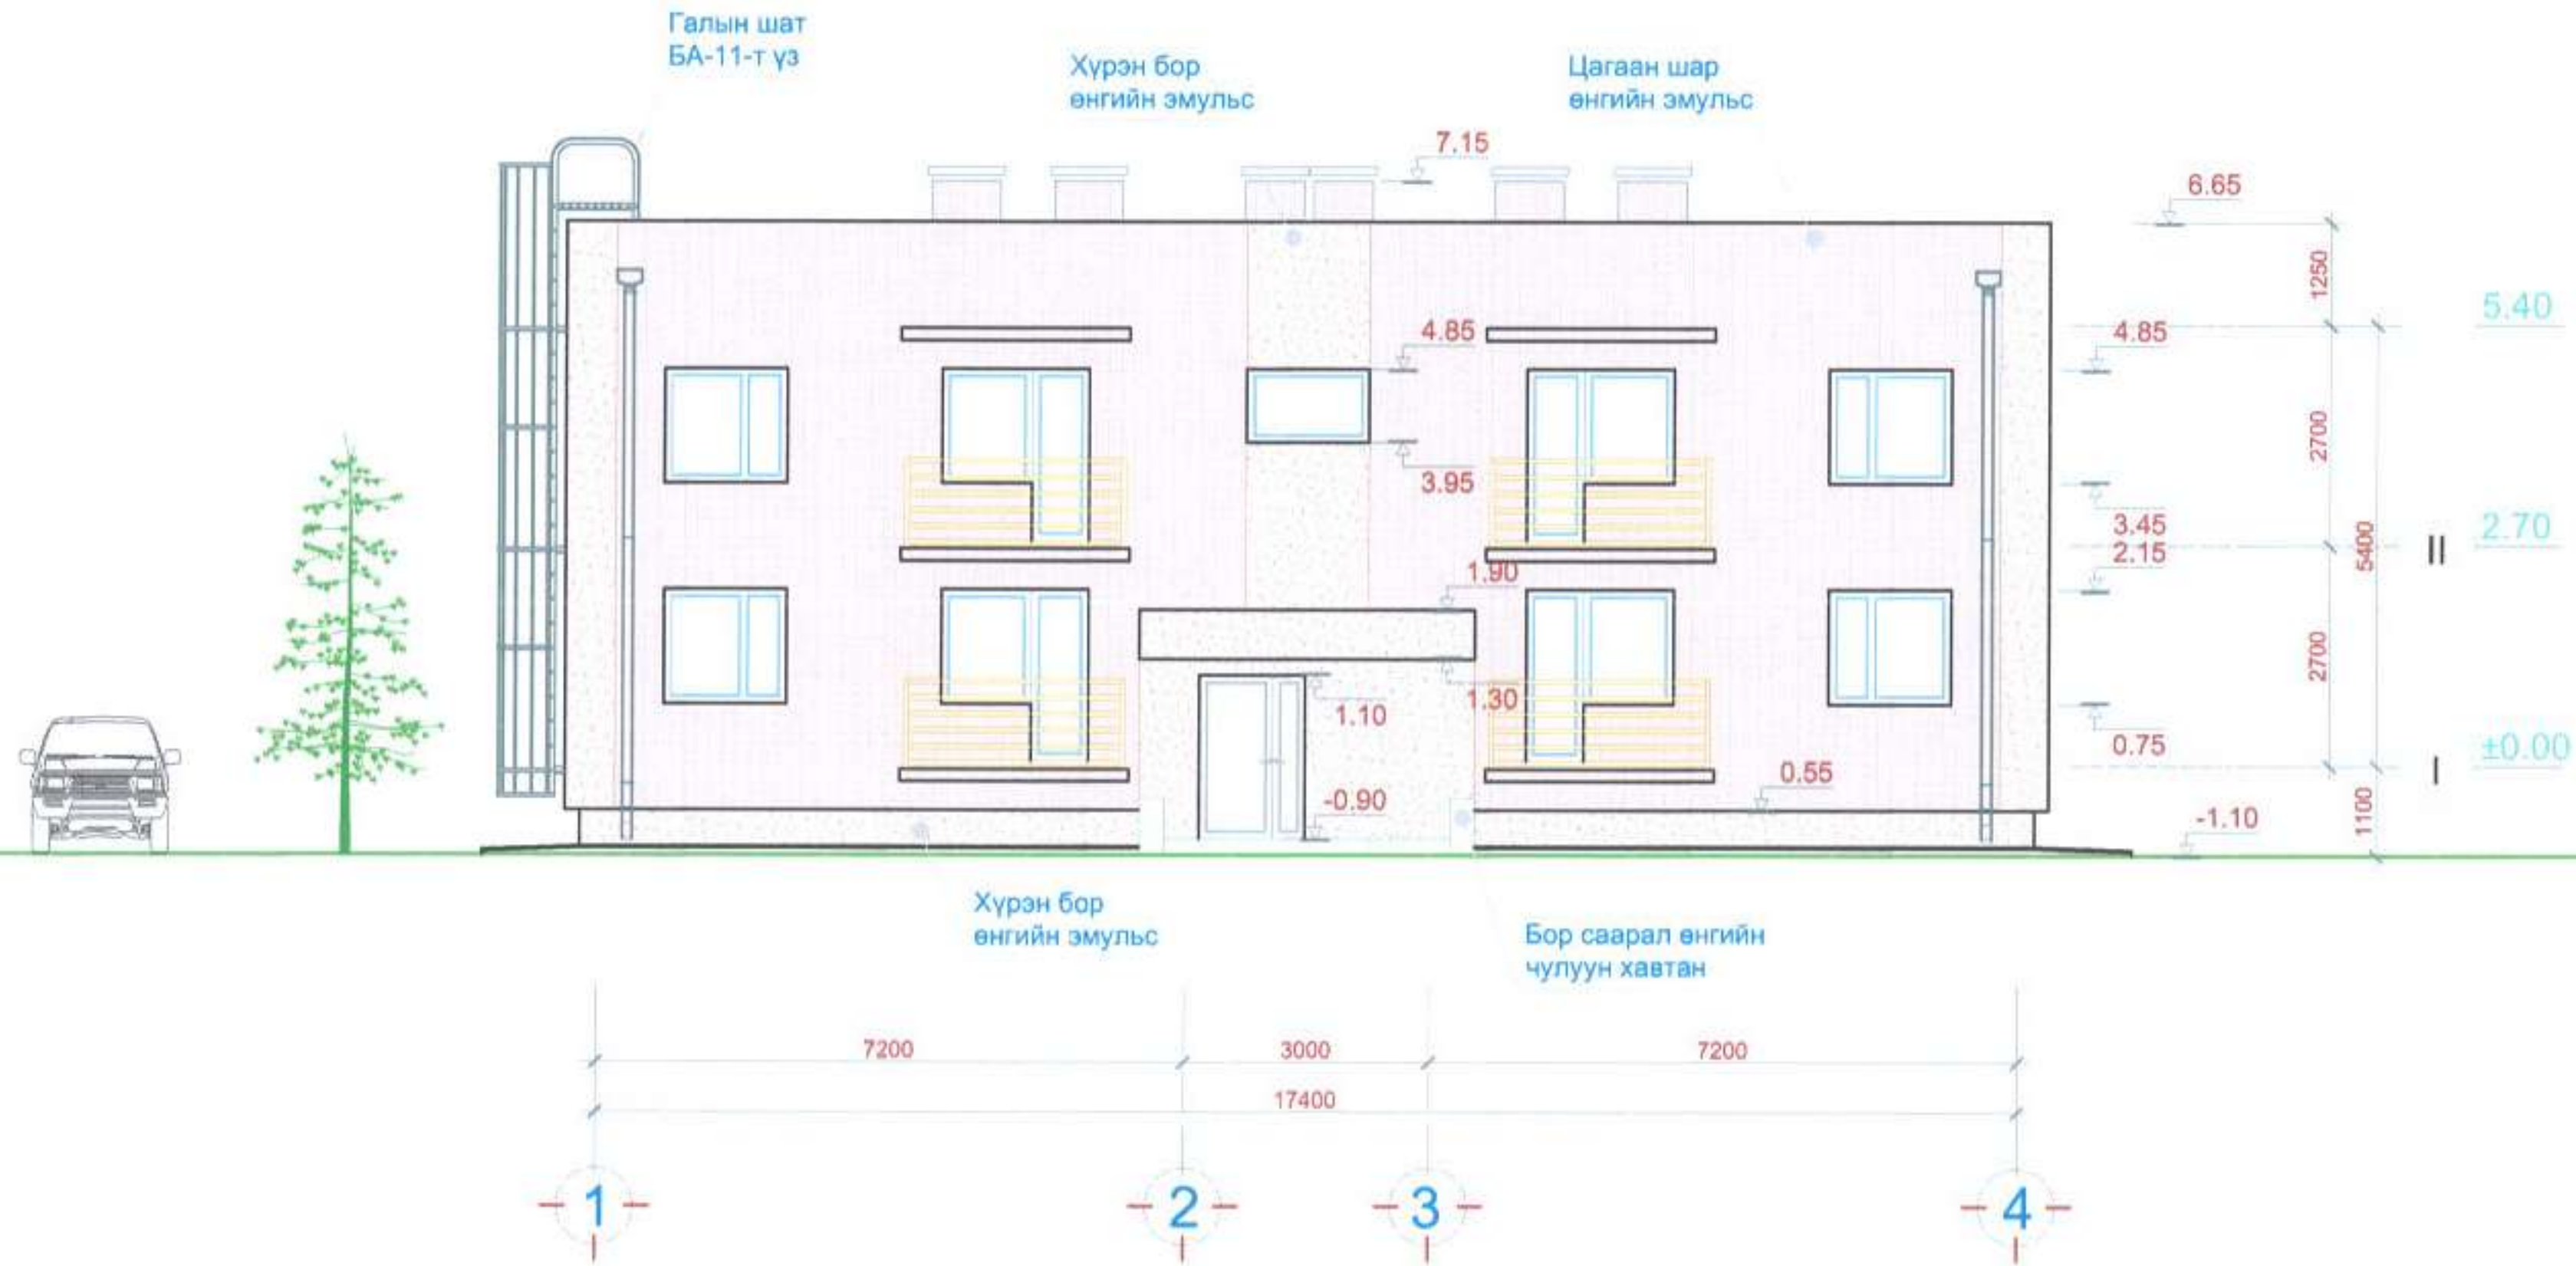 Галын шат
БА-11-т үз
Хүрэн бор
өнгийн эмульс
Цагаан шар
өнгийн эмульс
7.15
6.65
1250
5.40
4.85
4.85
2700
3.95
3.45
2.15
5400
II
2.70
1.90
2700
1.30
1.10
0.75
±0.00
I
0.55
-0.90
1100
-1.10
Хүрэн бор
өнгийн эмульс
Бор саарал өнгийн
чулуун хавтан
7200
3000
7200
17400
1
2
3
4